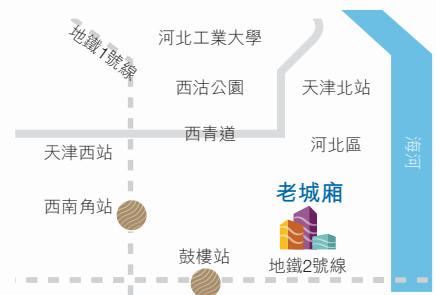 地鐵1號線
河北工業大學
西沽公園
天津北站
西青道
天津西站
河北區
海河
老城廂
西南角站
鼓樓站
地鐵2號線